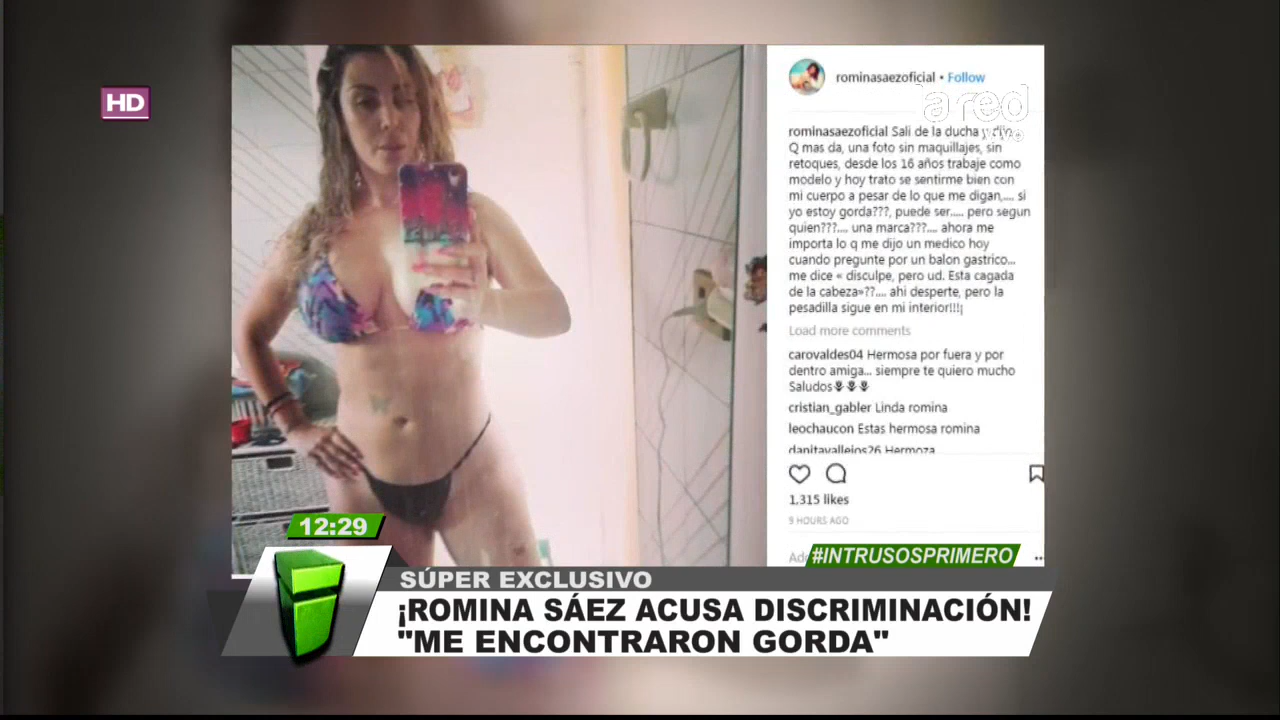 HD
rominasaezoficial • Follow
la red
rominasaezoficial Sali de la ducha y dije
Q mas da, una foto sin maquillajes, sin
retoques, desde los 16 años trabaje como
modelo y hoy trato se sentirme bien con
mi cuerpo a pesar de lo que me digan,.... si
yo estoy gorda???, puede ser..... pero segun
quien???.... una marca???.... ahora me
importa lo q me dijo un medico hoy
cuando pregunte por un balon gastrico...
me dice « disculpe, pero ud. Esta cagada
de la cabeza»??.... ahi desperte, pero la
pesadilla sigue en mi interior!!!¡
Load more comments
carovaldes04 Hermosa por fuera y por
dentro amiga... siempre te quiero mucho
Saludos
cristian_gabler Linda romina
leochaucon Estas hermosa romina
danitavallejos26 Hermoza
1.315 likes
9 HOURS AGO
#INTRUSOSPRIMERO
12:29
SÚPER EXCLUSIVO
¡ROMINA SÁEZ ACUSA DISCRIMINACIÓN!
"ME ENCONTRARON GORDA"